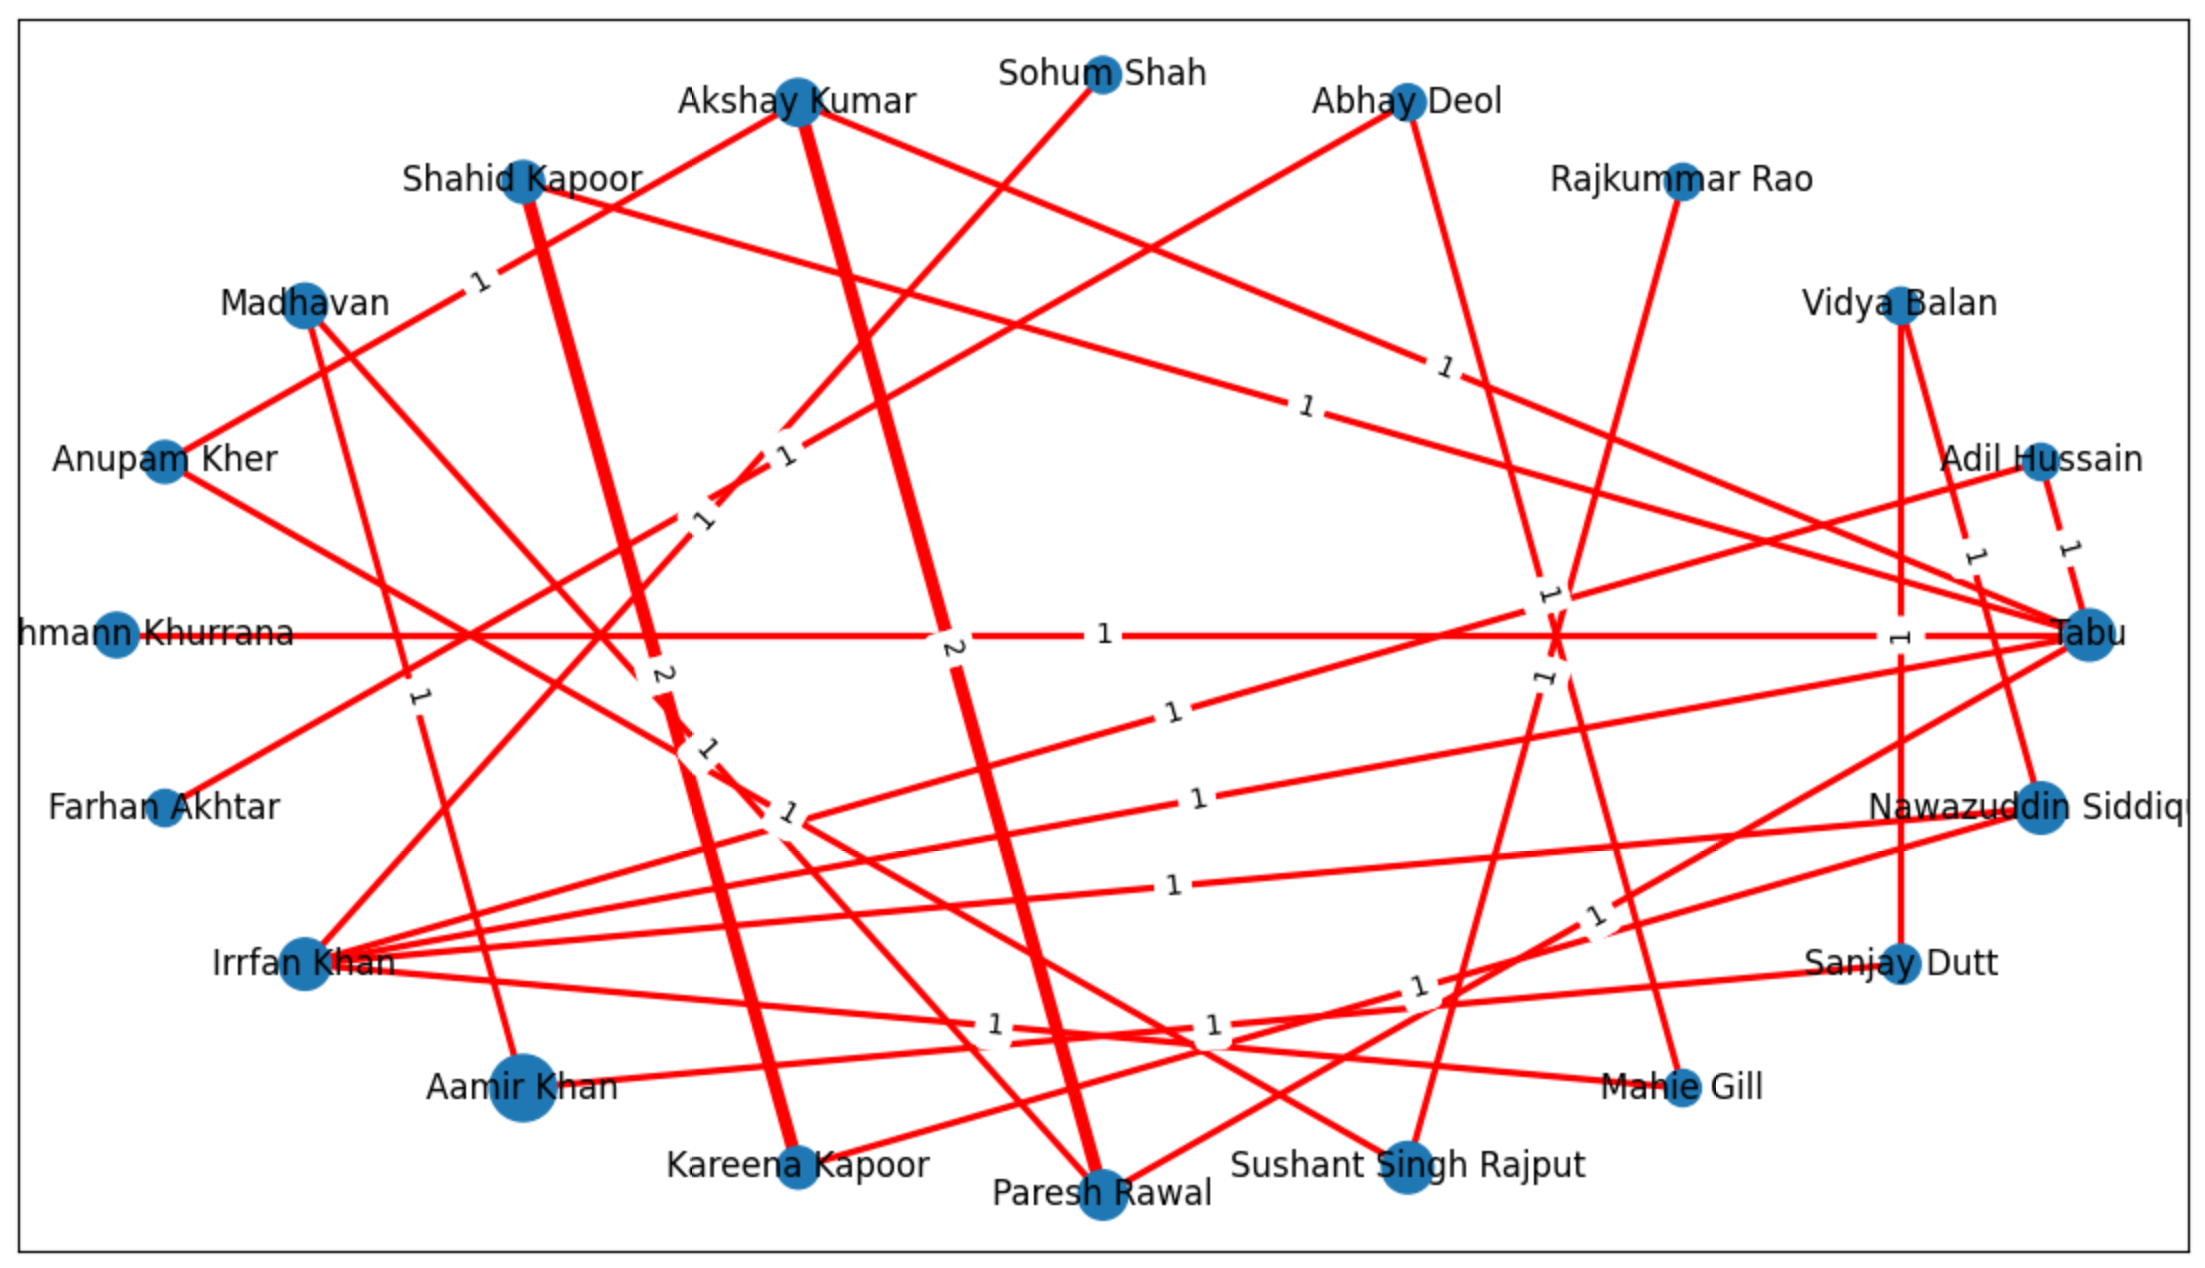 Sohum Shah
Akshay Kumar
Abhay Deol
Shahid Kapoor
Rajkummar Rao
1
Madhavan
Vidya Balan
1
1
Anupam Kher
1
Adil Hussain
1
1
1
1
hmann Khurrana
1
1
Tabu
2
2
1
1
1
1
1
Farhan Akhtar
1
1
Nawazuddin Siddiqu
1
1
Irrfan Khan
Sanjay Dutt
1
1
1
Aamir Khan
Mahie Gill
Kareena Kapoor
Sushant Singh Rajput
Paresh Rawal